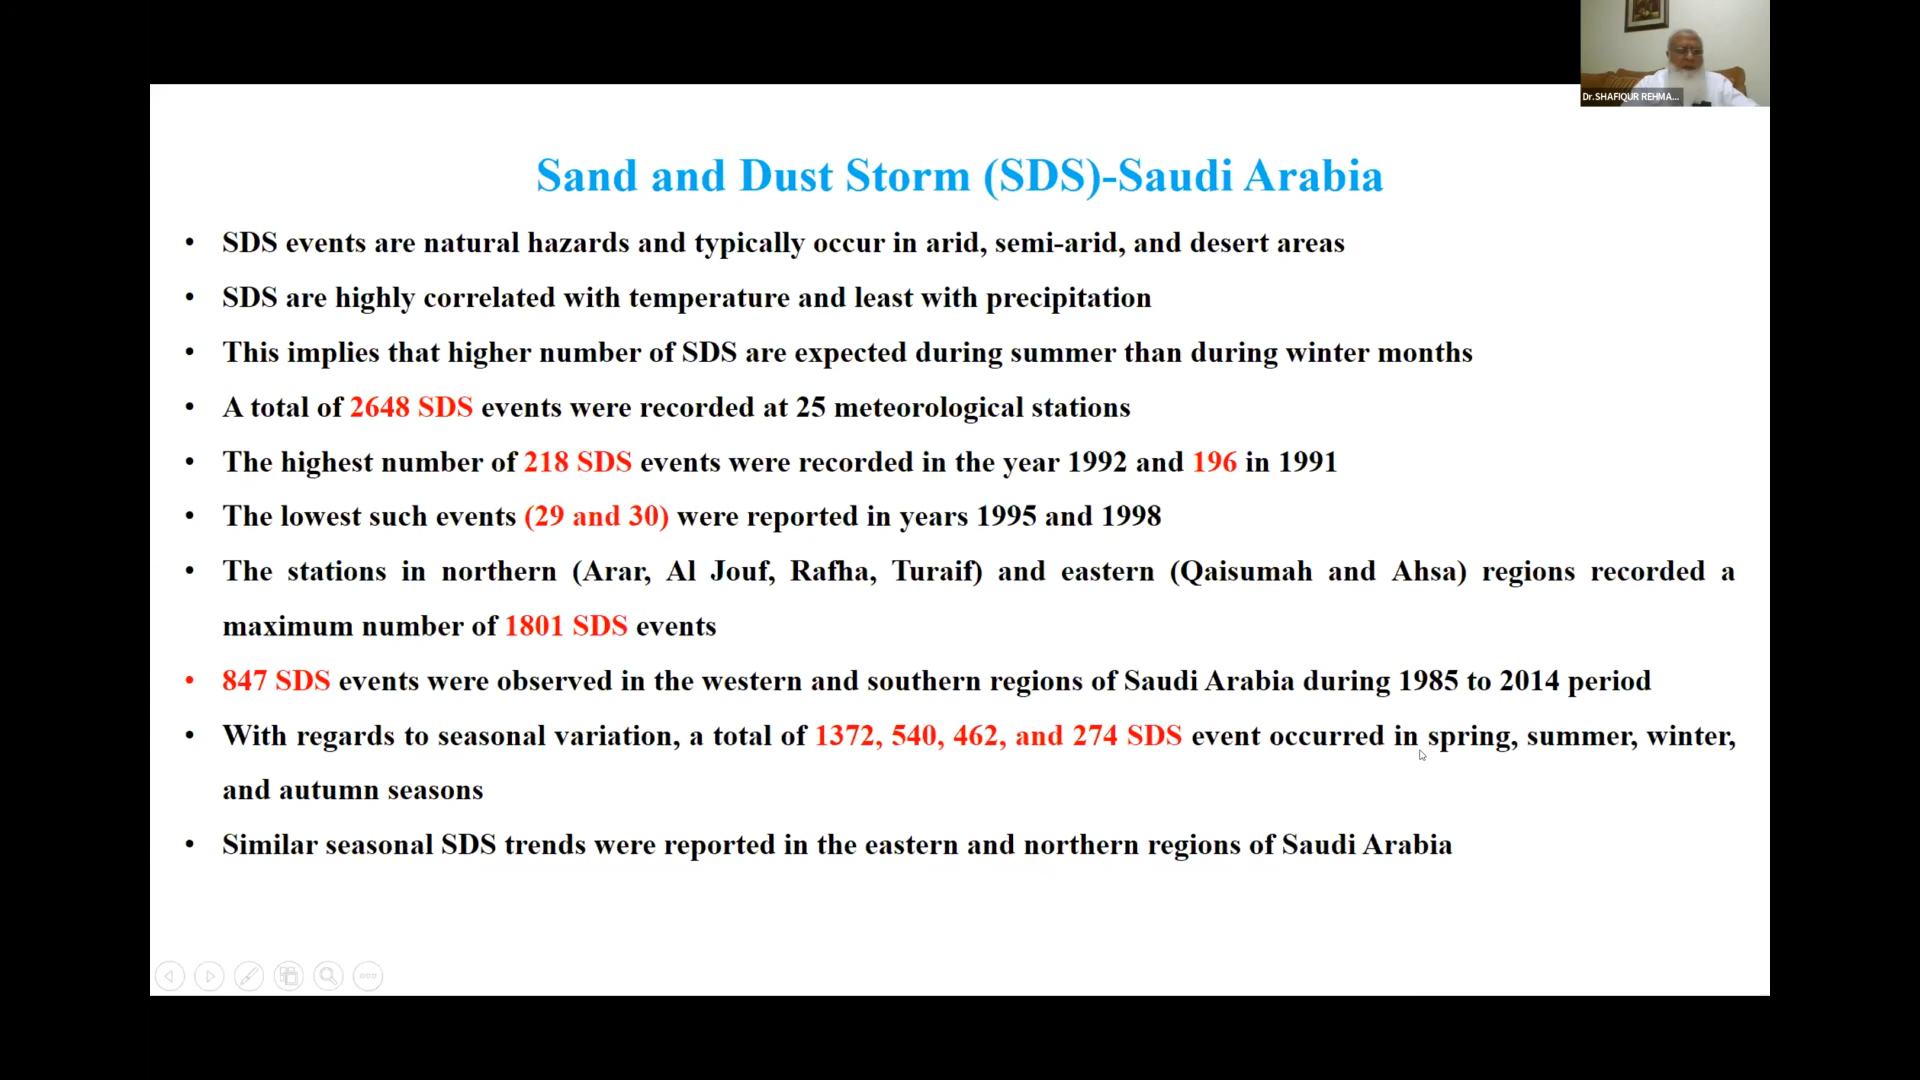 Dr.SHAFIQUR REHMA...
Sand and Dust Storm (SDS)-Saudi Arabia
• SDS events are natural hazards and typically occur in arid, semi-arid, and desert areas
• SDS are highly correlated with temperature and least with precipitation
• This implies that higher number of SDS are expected during summer than during winter months
• A total of 2648 SDS events were recorded at 25 meteorological stations
• The highest number of 218 SDS events were recorded in the year 1992 and 196 in 1991
• The lowest such events (29 and 30) were reported in years 1995 and 1998
• The stations in northern (Arar, Al Jouf, Rafha, Turaif) and eastern (Qaisumah and Ahsa) regions recorded a
maximum number of 1801 SDS events
• 847 SDS events were observed in the western and southern regions of Saudi Arabia during 1985 to 2014 period
• With regards to seasonal variation, a total of 1372, 540, 462, and 274 SDS event occurred in spring, summer, winter,
and autumn seasons
• Similar seasonal SDS trends were reported in the eastern and northern regions of Saudi Arabia